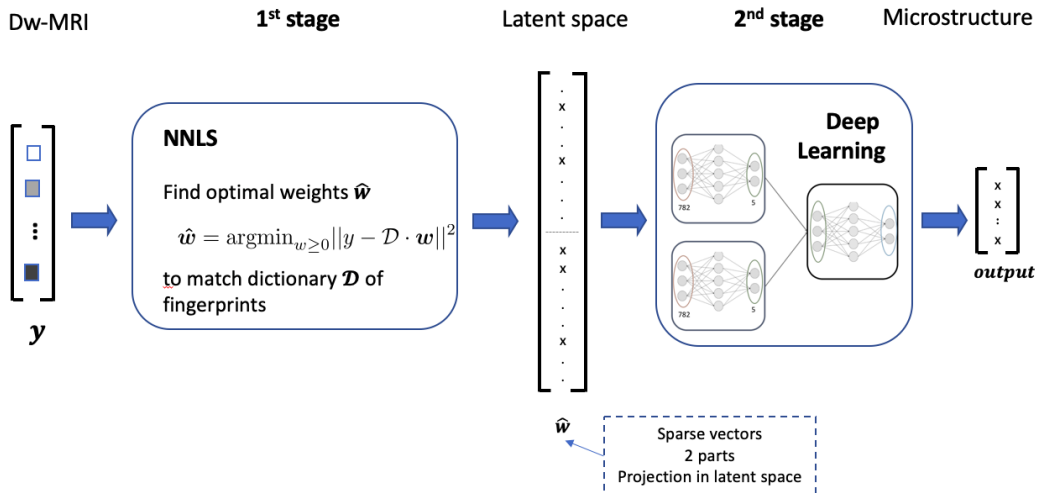 Dw-MRI
1st stage
Latent space
2nd stage
Microstructure
y
NNLS
Find optimal weights ŵ
ŵ = argmin_{w≥0}||y − D · w||²
to match dictionary D of
fingerprints
.
x
.
.
x
.
.
.
x
x
.
.
.
.
x
.
.
ŵ
Sparse vectors
2 parts
Projection in latent space
Deep
Learning
782
5
782
5
x
x
:
x
output